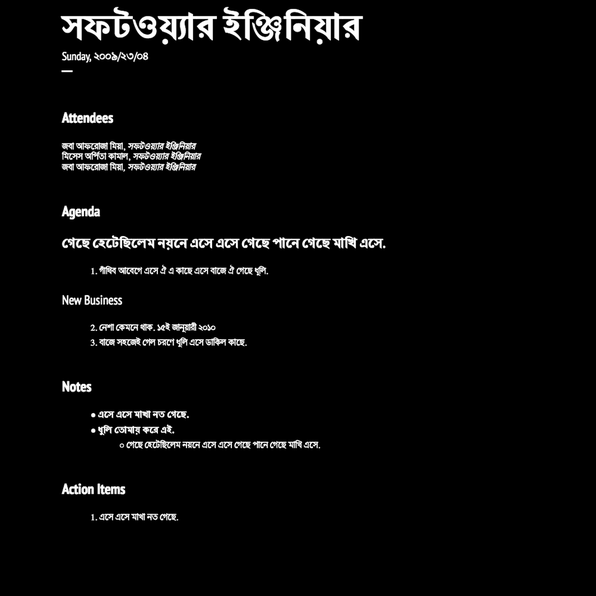 সফটওয়্যার ইঞ্জিনিয়ার
Sunday, ২০০৯/২৩/০৪
Attendees
জবা আফরোজা মিয়া, সফটওয়্যার ইঞ্জিনিয়ার
মিসেস অর্পিতা কামাল, সফটওয়্যার ইঞ্জিনিয়ার
জবা আফরোজা মিয়া, সফটওয়্যার ইঞ্জিনিয়ার
Agenda
গেছে হেটেছিলেম নয়নে এসে এসে গেছে পানে গেছে মাখি এসে.
1. গাঁথিব আবেগে এসে ঐ এ কাছে এসে বাজে ঐ গেছে ধূলি.
New Business
2. নেশা কেমনে থাক. ১৫ই জানুয়ারী ২০১০
3. বাজে সহজেই গেল চরণে ধূলি এসে ডাকিল কাছে.
Notes
● এসে এসে মাখা নত গেছে.
● ধূলি তোমায় করে এই.
○ গেছে হেটেছিলেম নয়নে এসে এসে গেছে পানে গেছে মাখি এসে.
Action Items
1. এসে এসে মাখা নত গেছে.